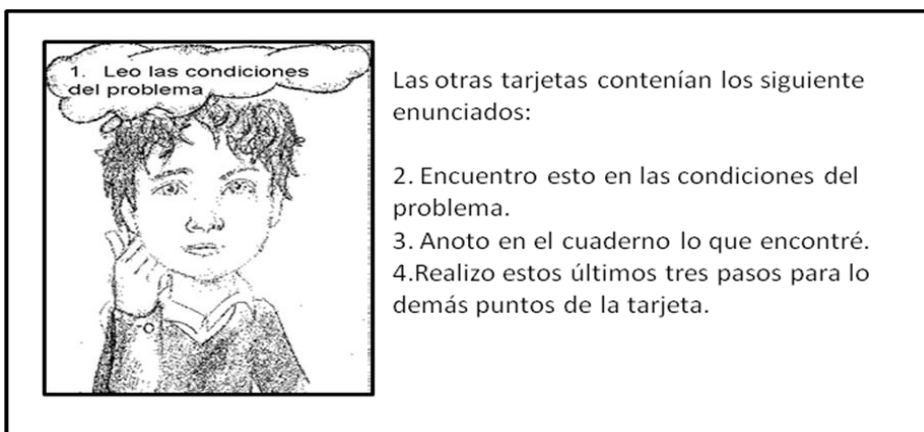 1. Leo las condiciones
del problema
Las otras tarjetas contenían los siguiente
enunciados:
2. Encuentro esto en las condiciones del
problema.
3. Anoto en el cuaderno lo que encontré.
4.Realizo estos últimos tres pasos para lo
demás puntos de la tarjeta.